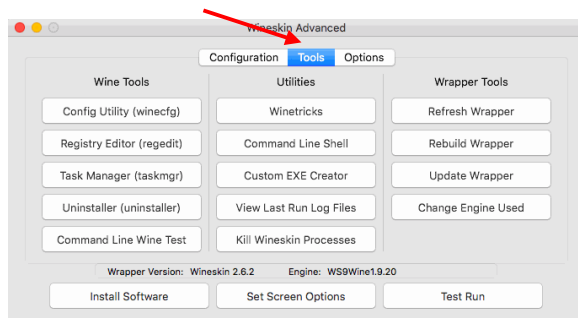 Wineskin Advanced
Configuration Tools Options
Wine Tools Utilities Wrapper Tools
Config Utility (winecfg) Winetricks Refresh Wrapper
Registry Editor (regedit) Command Line Shell Rebuild Wrapper
Task Manager (taskmgr) Custom EXE Creator Update Wrapper
Uninstaller (uninstaller) View Last Run Log Files Change Engine Used
Command Line Wine Test Kill Wineskin Processes
Wrapper Version: Wineskin 2.6.2 Engine: WS9Wine1.9.20
Install Software Set Screen Options Test Run